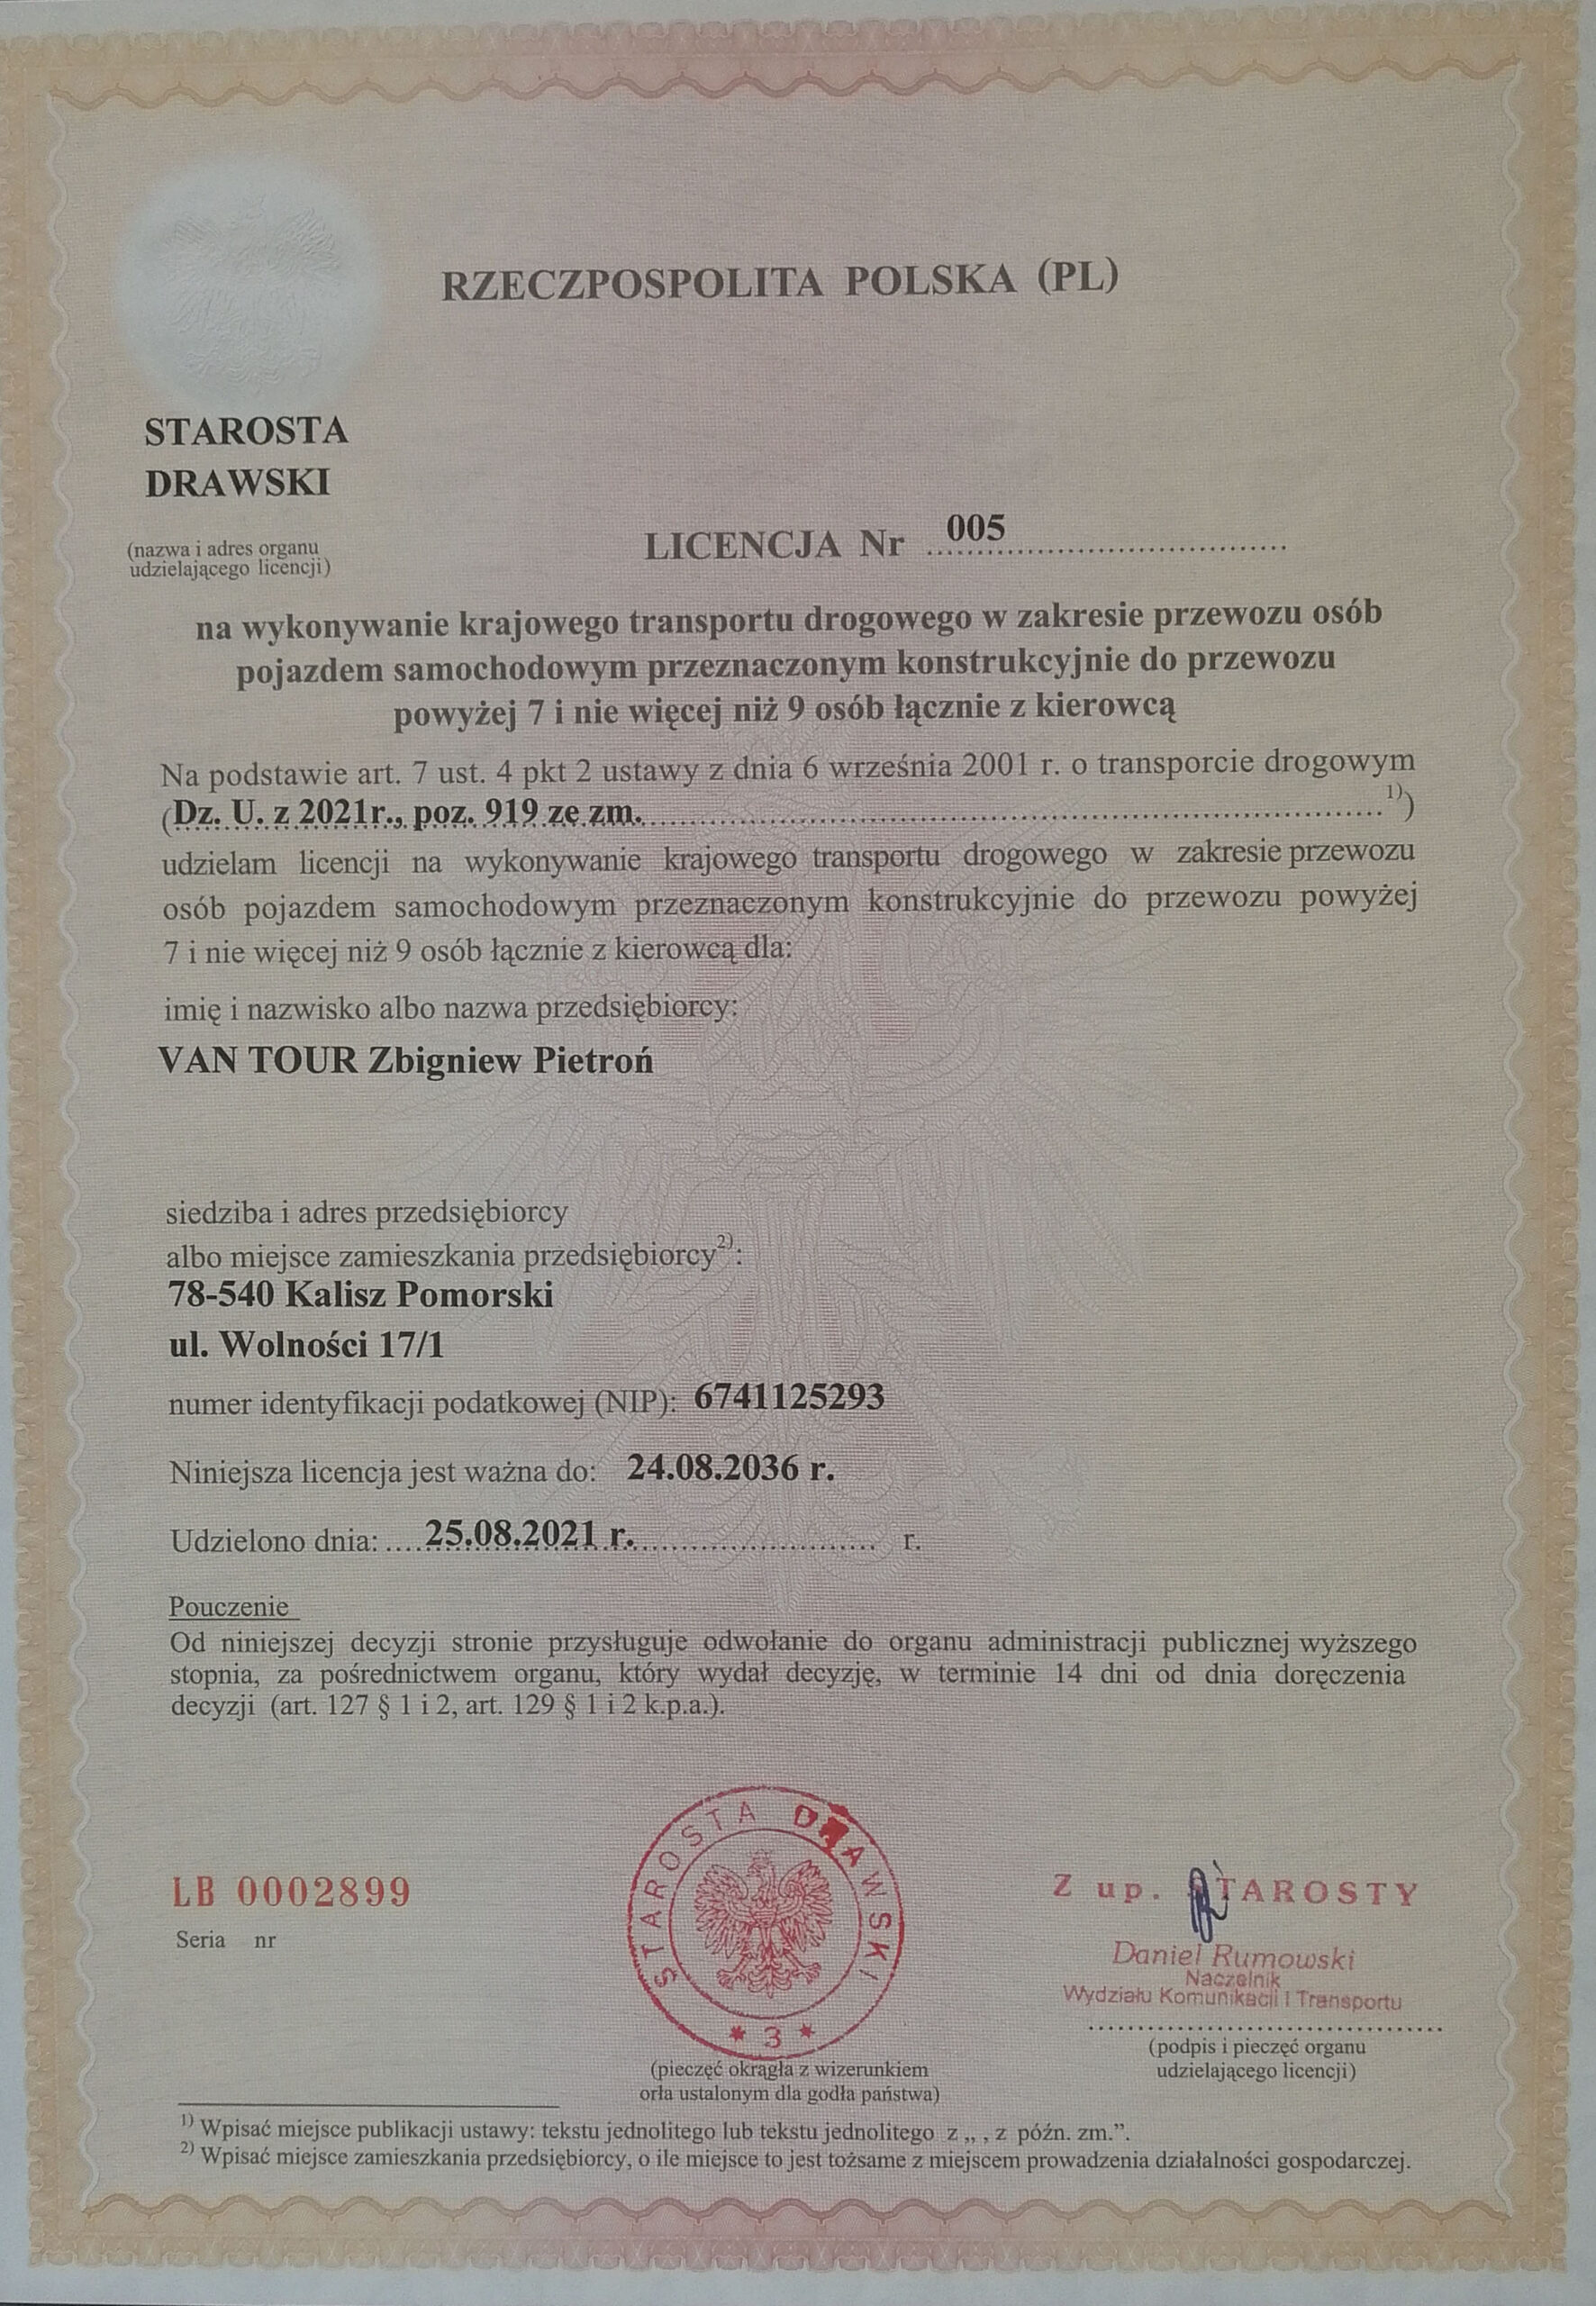 RZECZPOSPOLITA POLSKA (PL)
STAROSTA
DRAWSKI
(nazwa i adres organu
udzielającego licencji)
LICENCJA Nr 005
na wykonywanie krajowego transportu drogowego w zakresie przewozu osób
pojazdem samochodowym przeznaczonym konstrukcyjnie do przewozu
powyżej 7 i nie więcej niż 9 osób łącznie z kierowcą
Na podstawie art. 7 ust. 4 pkt 2 ustawy z dnia 6 września 2001 r. o transporcie drogowym
(Dz. U. z 2021r., poz. 919 ze zm. 1))
udzielam licencji na wykonywanie krajowego transportu drogowego w zakresie przewozu
osób pojazdem samochodowym przeznaczonym konstrukcyjnie do przewozu powyżej
7 i nie więcej niż 9 osób łącznie z kierowcą dla:
imię i nazwisko albo nazwa przedsiębiorcy:
VAN TOUR Zbigniew Pietroń
siedziba i adres przedsiębiorcy
albo miejsce zamieszkania przedsiębiorcy2):
78-540 Kalisz Pomorski
ul. Wolności 17/1
numer identyfikacji podatkowej (NIP): 6741125293
Niniejsza licencja jest ważna do: 24.08.2036 r.
Udzielono dnia: ....25.08.2021 r. r.
Pouczenie
Od niniejszej decyzji stronie przysługuje odwołanie do organu administracji publicznej wyższego
stopnia, za pośrednictwem organu, który wydał decyzję, w terminie 14 dni od dnia doręczenia
decyzji (art. 127 § 1 i 2, art. 129 § 1 i 2 k.p.a.).
LB 0002899
Seria nr
STAROSTA DRAWSKI
* 3 *
(pieczęć okrągła z wizerunkiem
orła ustalonym dla godła państwa)
Z up. STAROSTY
Daniel Rumowski
Naczelnik
Wydziału Komunikacji i Transportu
(podpis i pieczęć organu
udzielającego licencji)
1) Wpisać miejsce publikacji ustawy: tekstu jednolitego lub tekstu jednolitego z „ , z późn. zm.”.
2) Wpisać miejsce zamieszkania przedsiębiorcy, o ile miejsce to jest tożsame z miejscem prowadzenia działalności gospodarczej.